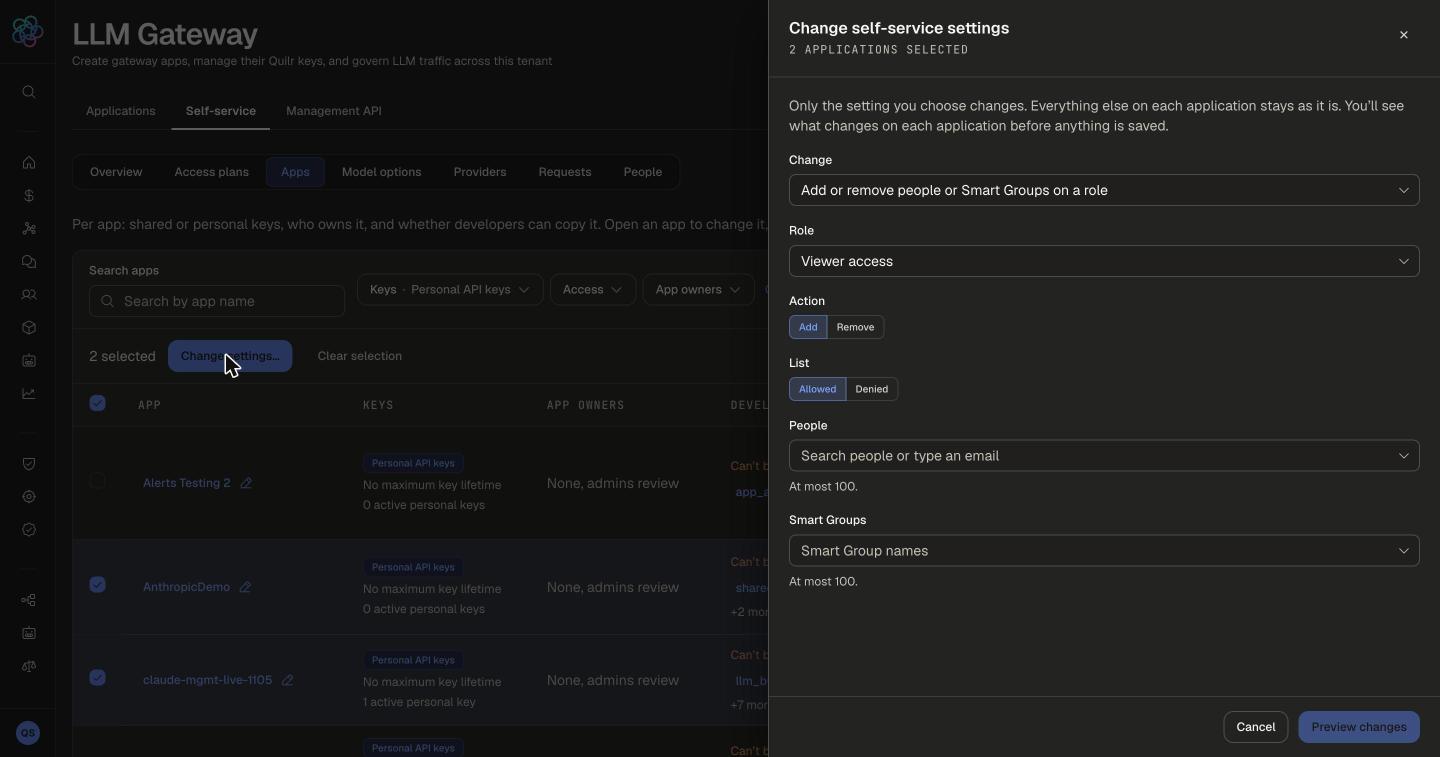 LLM Gateway
Create gateway apps, manage their Quilr keys, and govern LLM traffic across this tenant
Applications
Self-service
Management API
Overview
Access plans
Apps
Model options
Providers
Requests
People
Per app: shared or personal keys, who owns it, and whether developers can copy it. Open an app to change it,
Search apps
Search by app name
Keys · Personal API keys
Access
App owners
2 selected
Clear selection
APP
KEYS
APP OWNERS
Personal API keys
Alerts Testing 2
No maximum key lifetime
None, admins review
0 active personal keys
Can't
Personal API keys
AnthropicDemo
No maximum key lifetime
None, admins review
0 active personal keys
Can't
Personal API keys
claude-mgmt-live-1105
No maximum key lifetime
None, admins review
1 active personal key
Can't
Personal API keys
Can't
QS
Change self-service settings
2 APPLICATIONS SELECTED
Only the setting you choose changes. Everything else on each application stays as it is. You'll see
what changes on each application before anything is saved.
Change
Add or remove people or Smart Groups on a role
Role
Viewer access
Action
Add
Remove
List
Allowed
Denied
People
Search people or type an email
At most 100.
Smart Groups
Smart Group names
At most 100.
Cancel
Preview changes